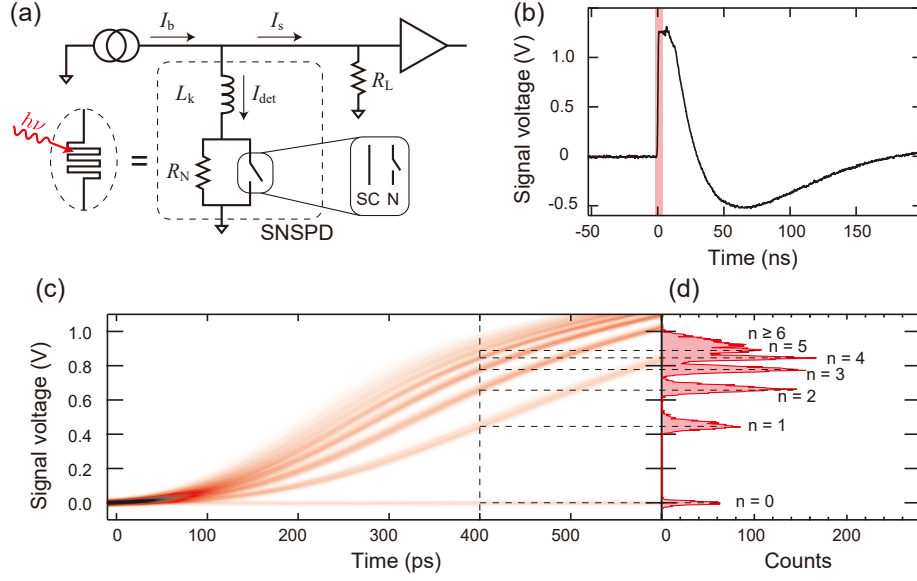 (a)
I_b
I_s
L_k
I_det
R_L
hν
=
R_N
SC N
SNSPD
(b)
Signal voltage (V)
1.0
0
-0.5
-50 0 50 100 150
Time (ns)
(c)
Signal voltage (V)
1.0
0.8
0.6
0.4
0.2
0.0
0 100 200 300 400 500
Time (ps)
(d)
n ≥ 6
n = 5
n = 4
n = 3
n = 2
n = 1
n = 0
0 100 200
Counts